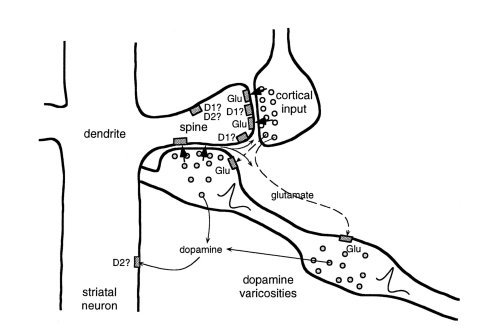 Glu
D1?
D2?
D1?
Glu
D1?
cortical
input
spine
dendrite
Glu
glutamate
Glu
dopamine
D2?
dopamine
varicosities
striatal
neuron